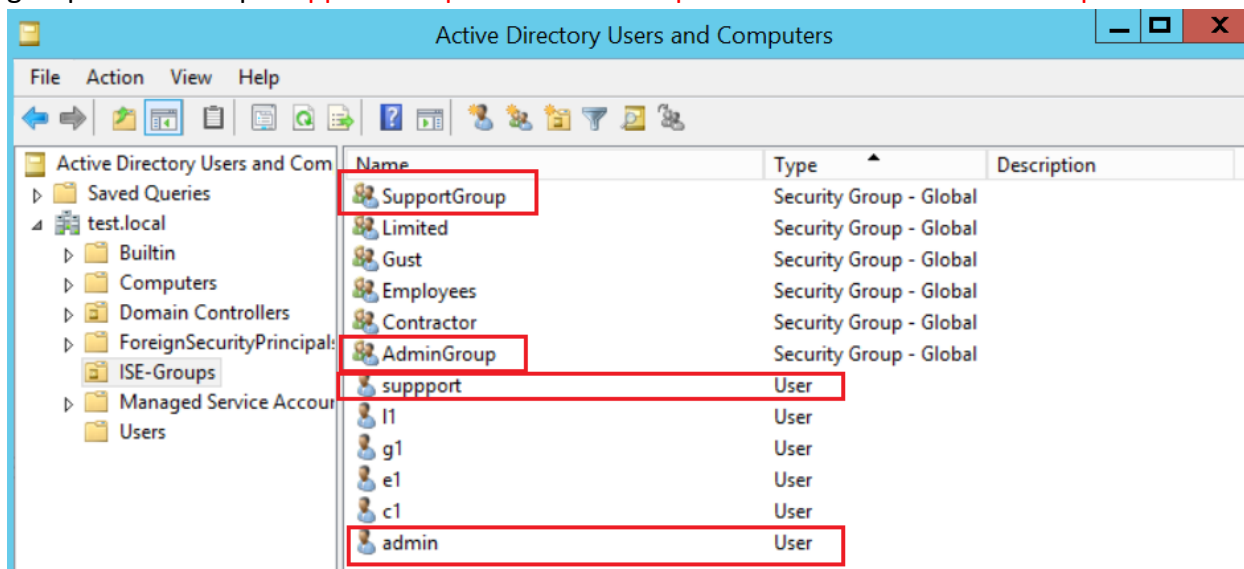 Active Directory Users and Computers
File Action View Help
Active Directory Users and Com
Saved Queries
test.local
Builtin
Computers
Domain Controllers
ForeignSecurityPrincipals
ISE-Groups
Managed Service Accour
Users
Name Type Description
SupportGroup Security Group - Global
Limited Security Group - Global
Gust Security Group - Global
Employees Security Group - Global
Contractor Security Group - Global
AdminGroup Security Group - Global
suppport User
l1 User
g1 User
e1 User
c1 User
admin User